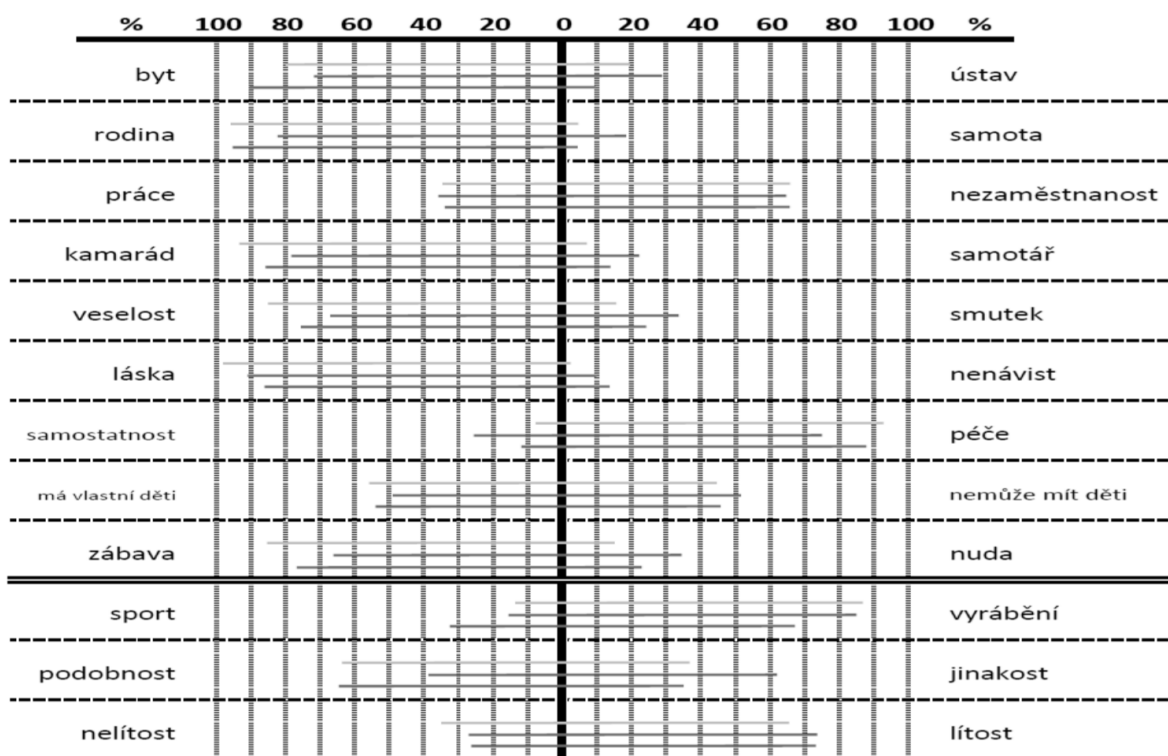 % 100 80 60 40 20 0 20 40 60 80 100 %
byt ústav
rodina samota
práce nezaměstnanost
kamarád samotář
veselost smutek
láska nenávist
samostatnost péče
má vlastní děti nemůže mít děti
zábava nuda
sport vyrábění
podobnost jinakost
nelítost lítost